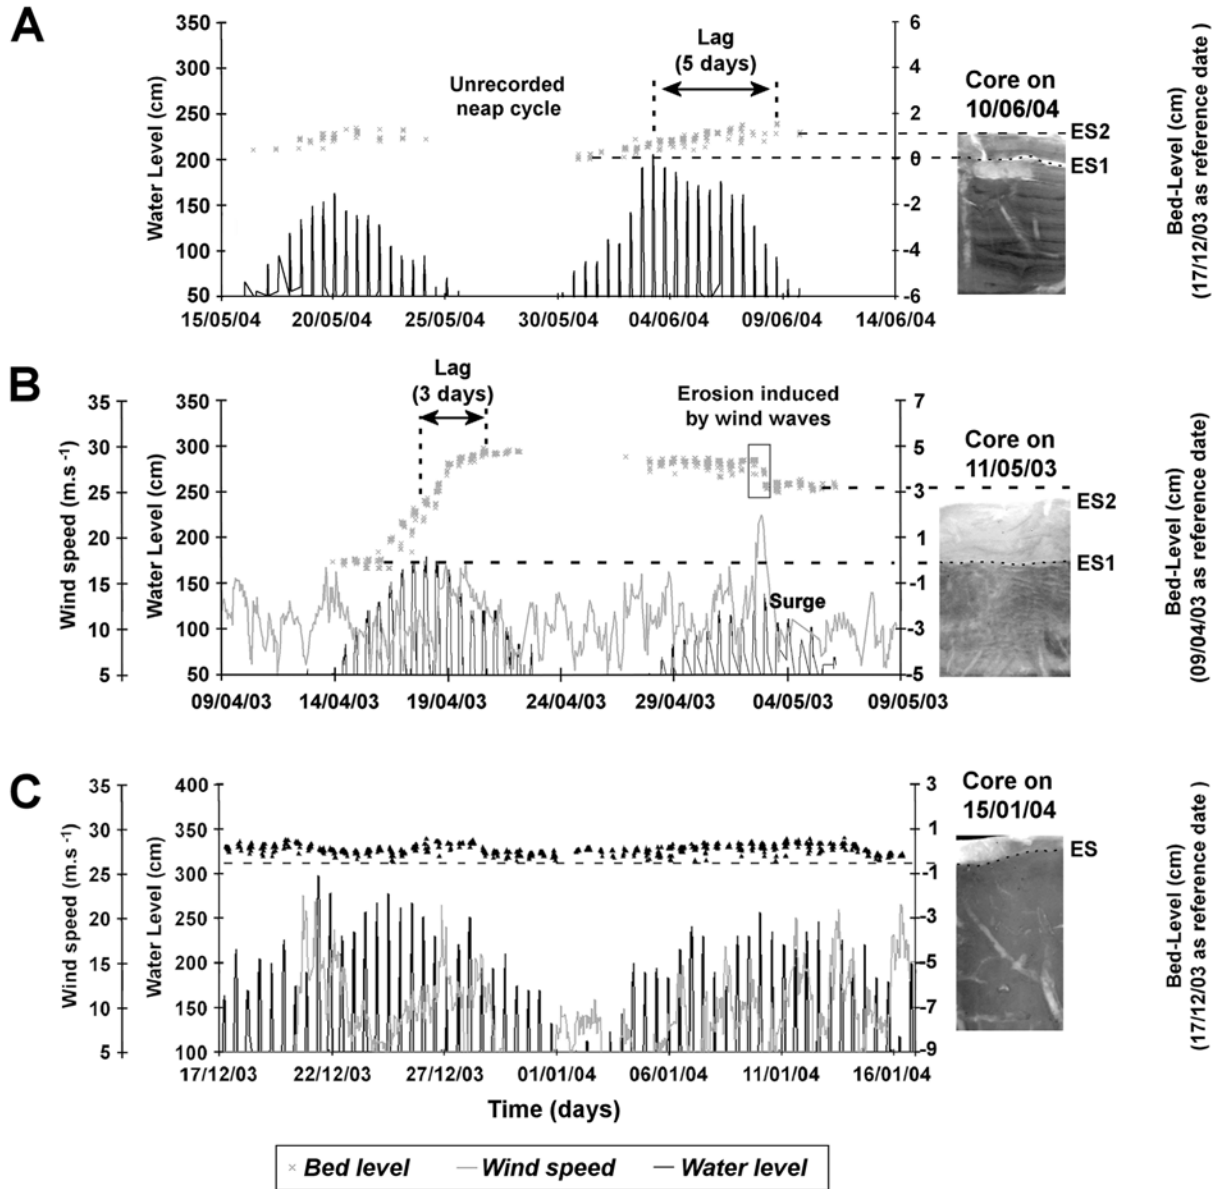 A
350
300
250
200
150
100
50
Water Level (cm)
Unrecorded
neap cycle
Lag
(5 days)
6
4
2
0
-2
-4
-6
Core on
10/06/04
ES2
ES1
Bed-Level (cm)
(17/12/03 as reference date )
15/05/04 20/05/04 25/05/04 30/05/04 04/06/04 09/06/04 14/06/04
B
35
30
25
20
15
10
5
Wind speed (m.s -1)
350
300
250
200
150
100
50
Water Level (cm)
Lag
(3 days)
Erosion induced
by wind waves
Surge
7
5
3
1
-1
-3
-5
Core on
11/05/03
ES2
ES1
Bed-Level (cm)
(09/04/03 as reference date)
09/04/03 14/04/03 19/04/03 24/04/03 29/04/03 04/05/03 09/05/03
C
35
30
25
20
15
10
5
Wind speed (m.s -1)
400
350
300
250
200
150
100
Water Level (cm)
3
1
-1
-3
-5
-7
-9
Core on
15/01/04
ES
Bed-Level (cm)
(17/12/03 as reference date )
17/12/03 22/12/03 27/12/03 01/01/04 06/01/04 11/01/04 16/01/04
Time (days)
Bed level Wind speed Water level